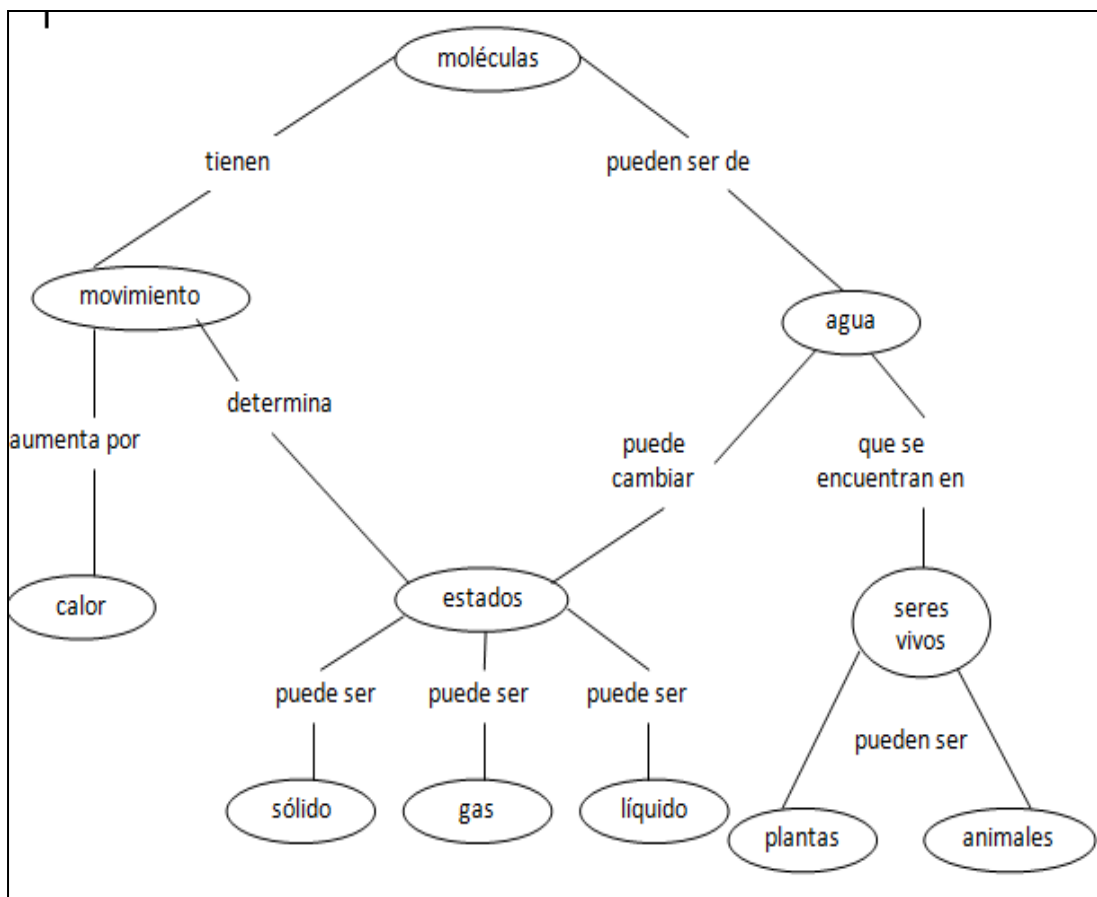 moléculas
tienen
pueden ser de
movimiento
agua
determina
aumenta por
puede
cambiar
que se
encuentran en
calor
estados
seres
vivos
puede ser
puede ser
puede ser
pueden ser
sólido
gas
líquido
plantas
animales